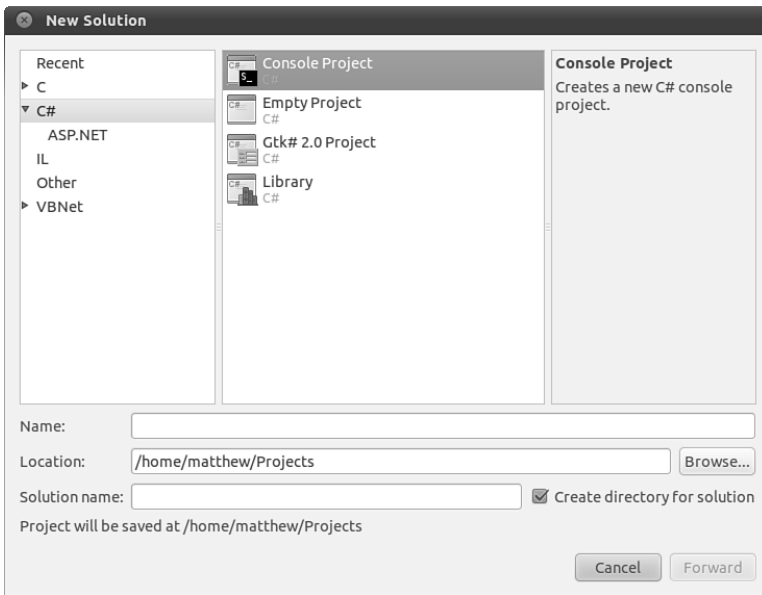 New Solution
Recent
C
C#
ASP.NET
IL
Other
VBNet
Console Project
C#
Empty Project
C#
Gtk# 2.0 Project
C#
Library
C#
Console Project
Creates a new C# console
project.
Name:
Location: /home/matthew/Projects Browse...
Solution name: Create directory for solution
Project will be saved at /home/matthew/Projects
Cancel Forward